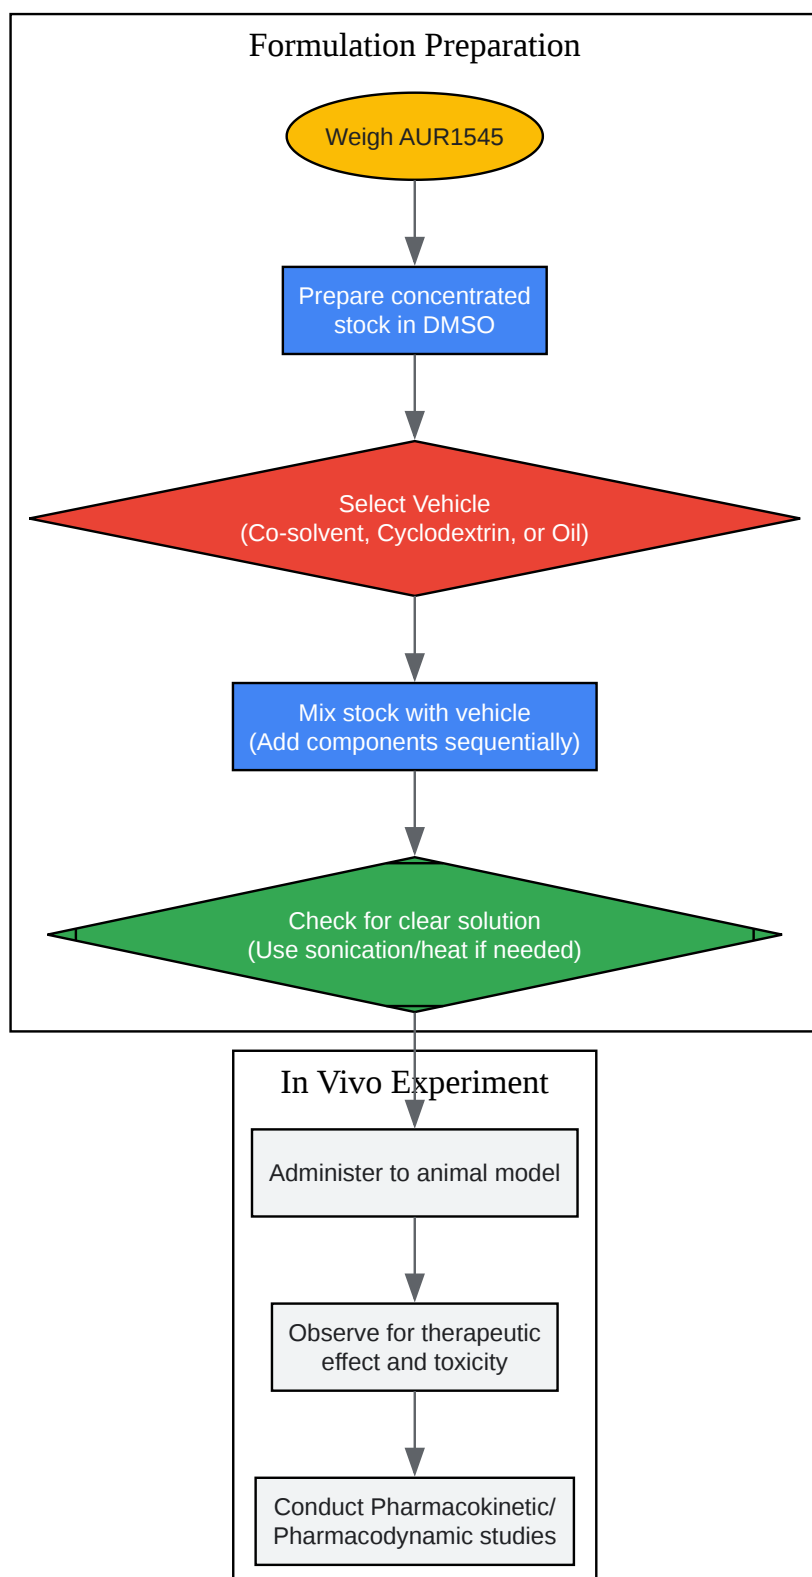 Formulation Preparation
Weigh AUR1545
Prepare concentrated
stock in DMSO
Select Vehicle
(Co-solvent, Cyclodextrin, or Oil)
Mix stock with vehicle
(Add components sequentially)
Check for clear solution
(Use sonication/heat if needed)
In Vivo Experiment
Administer to animal model
Observe for therapeutic
effect and toxicity
Conduct Pharmacokinetic/
Pharmacodynamic studies